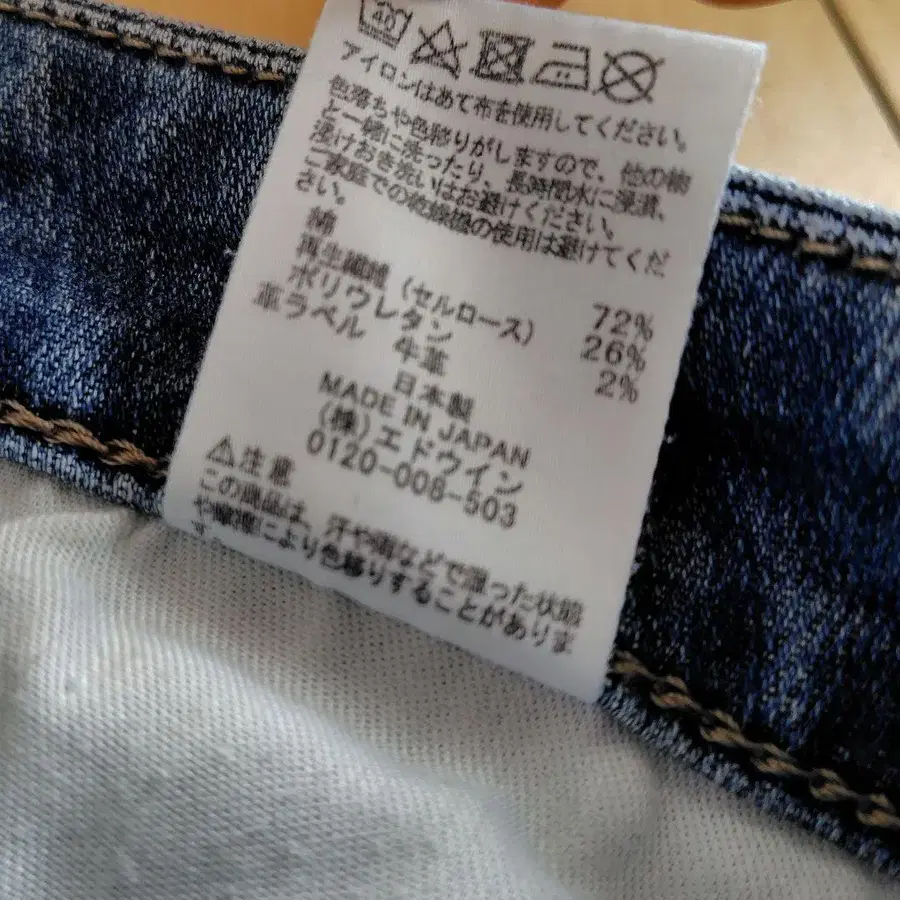 40
アイロンはあて布を使用してください。
色落ちや色移りがしますので、他の物
と一緒に洗ったり、長時間水に浸漬、
浸けおき洗いはお避けください。
ご家庭での乾燥機の使用は避けてくだ
さい。
綿 72%
再生繊維(セルロース) 26%
ポリウレタン 2%
革ラベル 牛革
日本製
MADE IN JAPAN
(株)エドウイン
0120-008-503
⚠注意
この商品は、汗や雨などで湿った状態
や摩擦により色移りすることがありま
す。